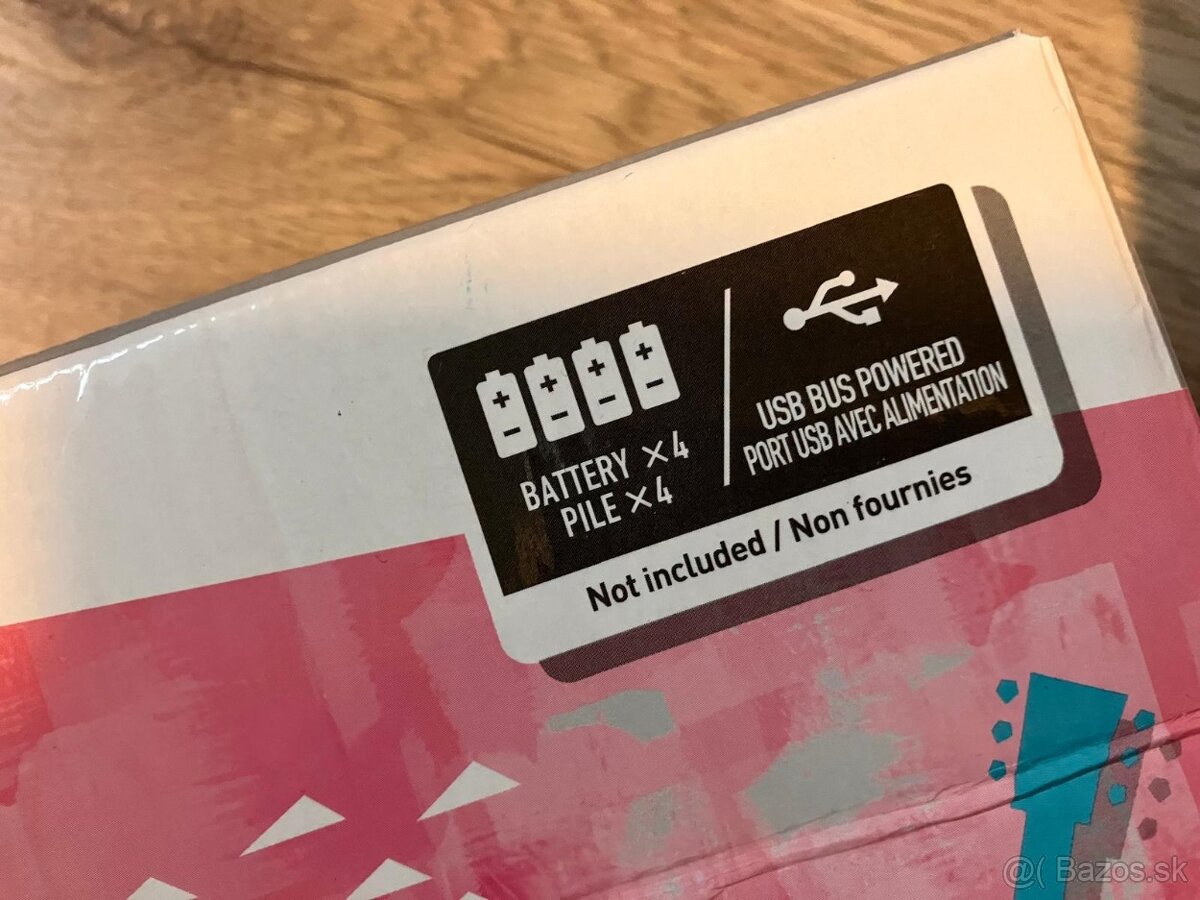 BATTERY ×4
PILE ×4
USB BUS POWERED
PORT USB AVEC ALIMENTATION
Not included / Non fournies
@( Bazos.sk